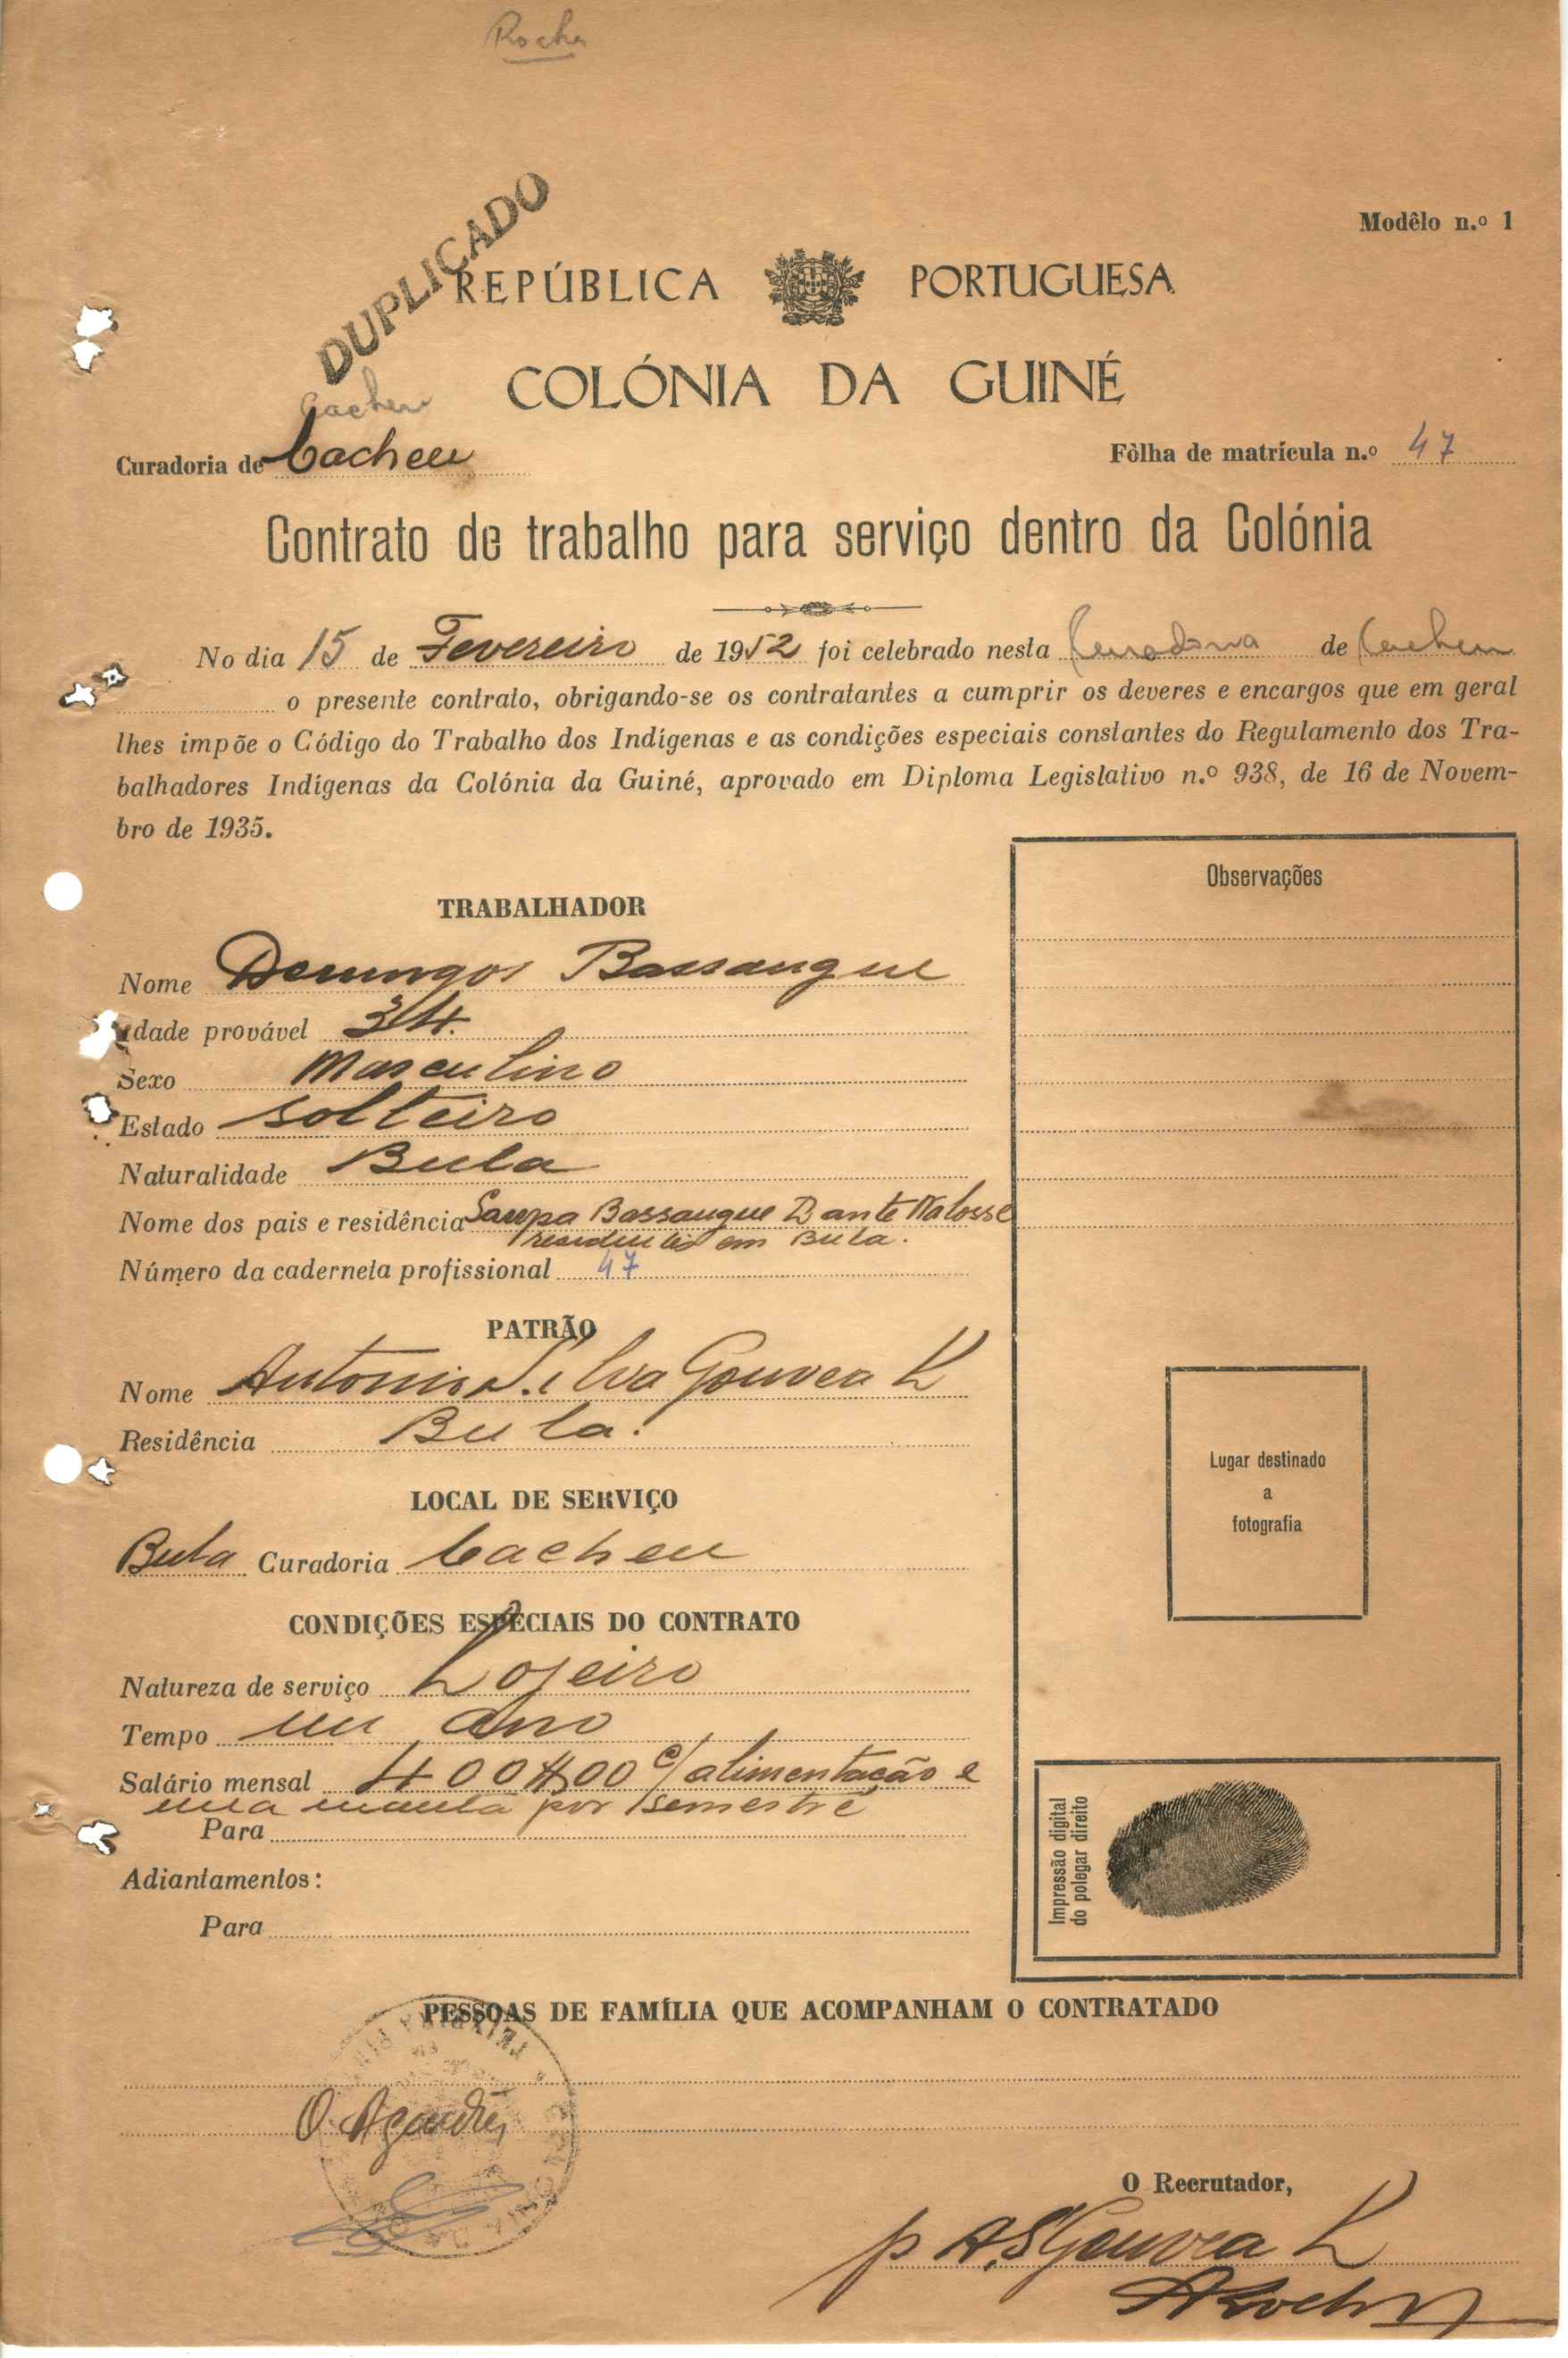 Rocha
Modêlo n.º 1
DUPLICADO
REPÚBLICA PORTUGUESA
COLÓNIA DA GUINÉ
Cacheu
Curadoria de Cacheu
Fôlha de matrícula n.º 47
Contrato de trabalho para serviço dentro da Colónia
No dia 15 de Fevereiro de 1952 foi celebrado nesta Curadoria de Cacheu
o presente contrato, obrigando-se os contratantes a cumprir os deveres e encargos que em geral
lhes impõe o Código do Trabalho dos Indígenas e as condições especiais constantes do Regulamento dos Tra-
balhadores Indígenas da Colónia da Guiné, aprovado em Diploma Legislativo n.º 938, de 16 de Novem-
bro de 1935.
Observações
TRABALHADOR
Nome Domingos Bassangue
Idade provável 34.
Sexo Masculino
Estado solteiro
Naturalidade Bula
Nome dos pais e residência Sampa Bassangue Dante Nalosse
residentes em Bula.
Número da caderneta profissional 47
PATRÃO
Nome Antonio Silva Gouvea
Residência Bula.
Lugar destinado
a
fotografia
LOCAL DE SERVIÇO
Bula Curadoria Cacheu
CONDIÇÕES ESPECIAIS DO CONTRATO
Natureza de serviço Lojeiro
Tempo um ano
Salário mensal 400$00 c/ alimentação e
uma manta por semestre
Para
Adiantamentos:
Para
Impressão digital
do polegar direito
PESSOAS DE FAMÍLIA QUE ACOMPANHAM O CONTRATADO
O
O Recrutador,
p A.S Gouvea